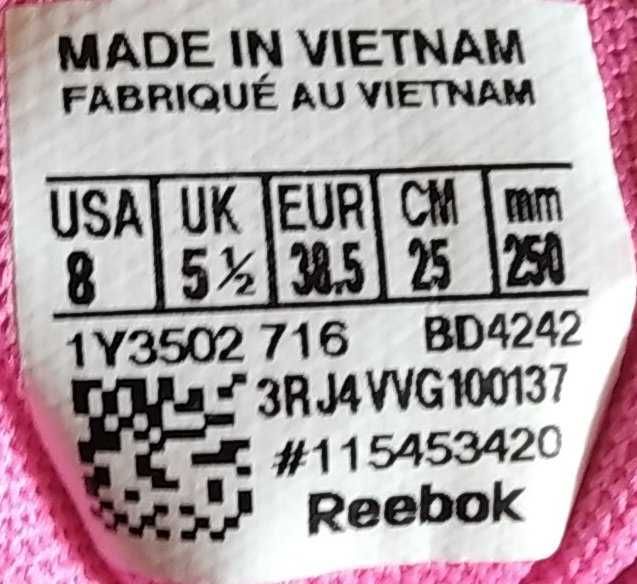 MADE IN VIETNAM
FABRIQUÉ AU VIETNAM
USA UK EUR CM mm
8 5 ½ 38.5 25 250
1Y3502 716 BD4242
3RJ4VVG100137
#115453420
Reebok